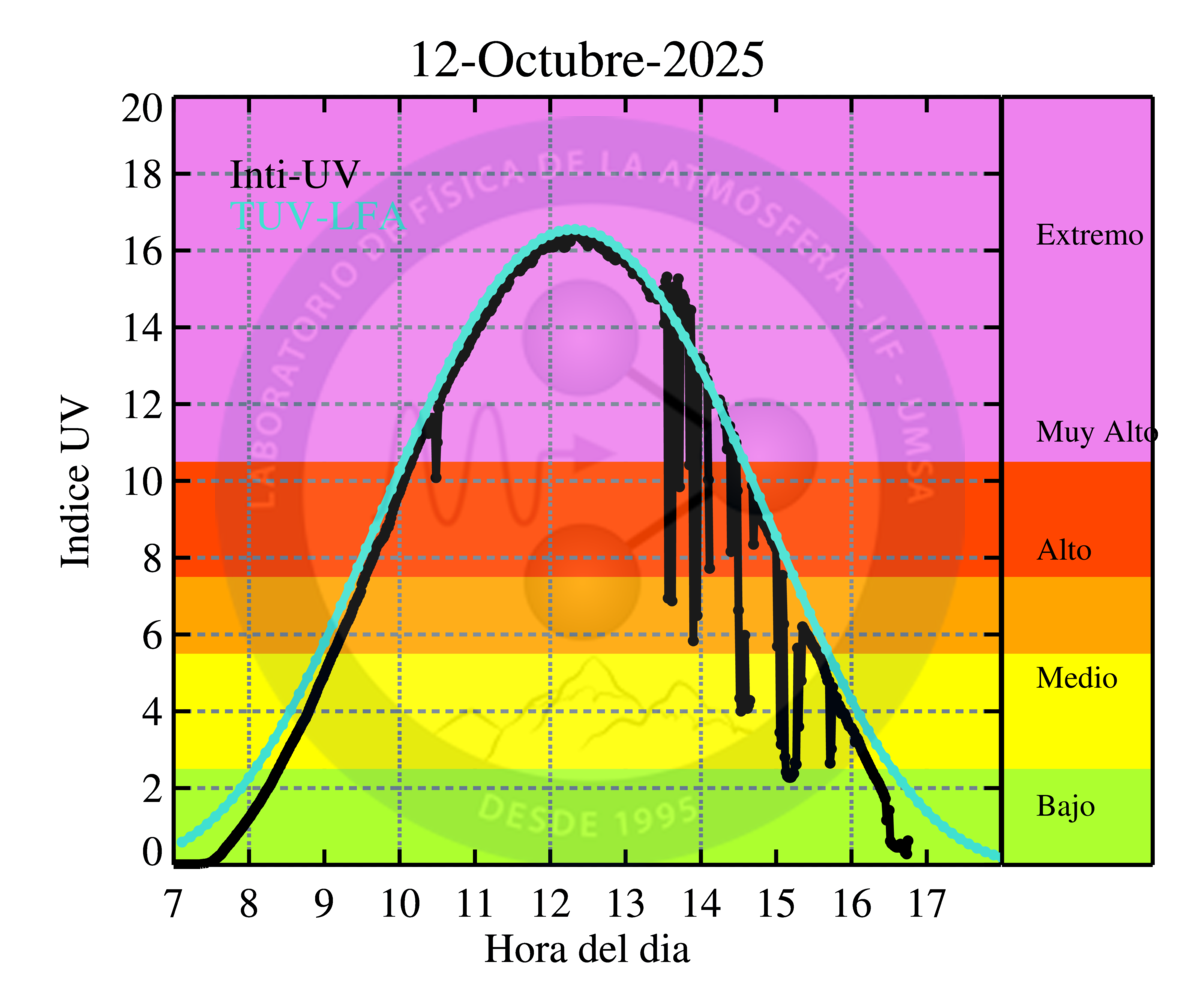 12-Octubre-2025
20
18
16
14
12
10
8
6
4
2
0
Indice UV
Inti-UV
TUV-LFA
LABORATORIO DE FÍSICA DE LA ATMÓSFERA - IIF - UMSA
DESDE 1995
Extremo
Muy Alto
Alto
Medio
Bajo
7 8 9 10 11 12 13 14 15 16 17
Hora del dia